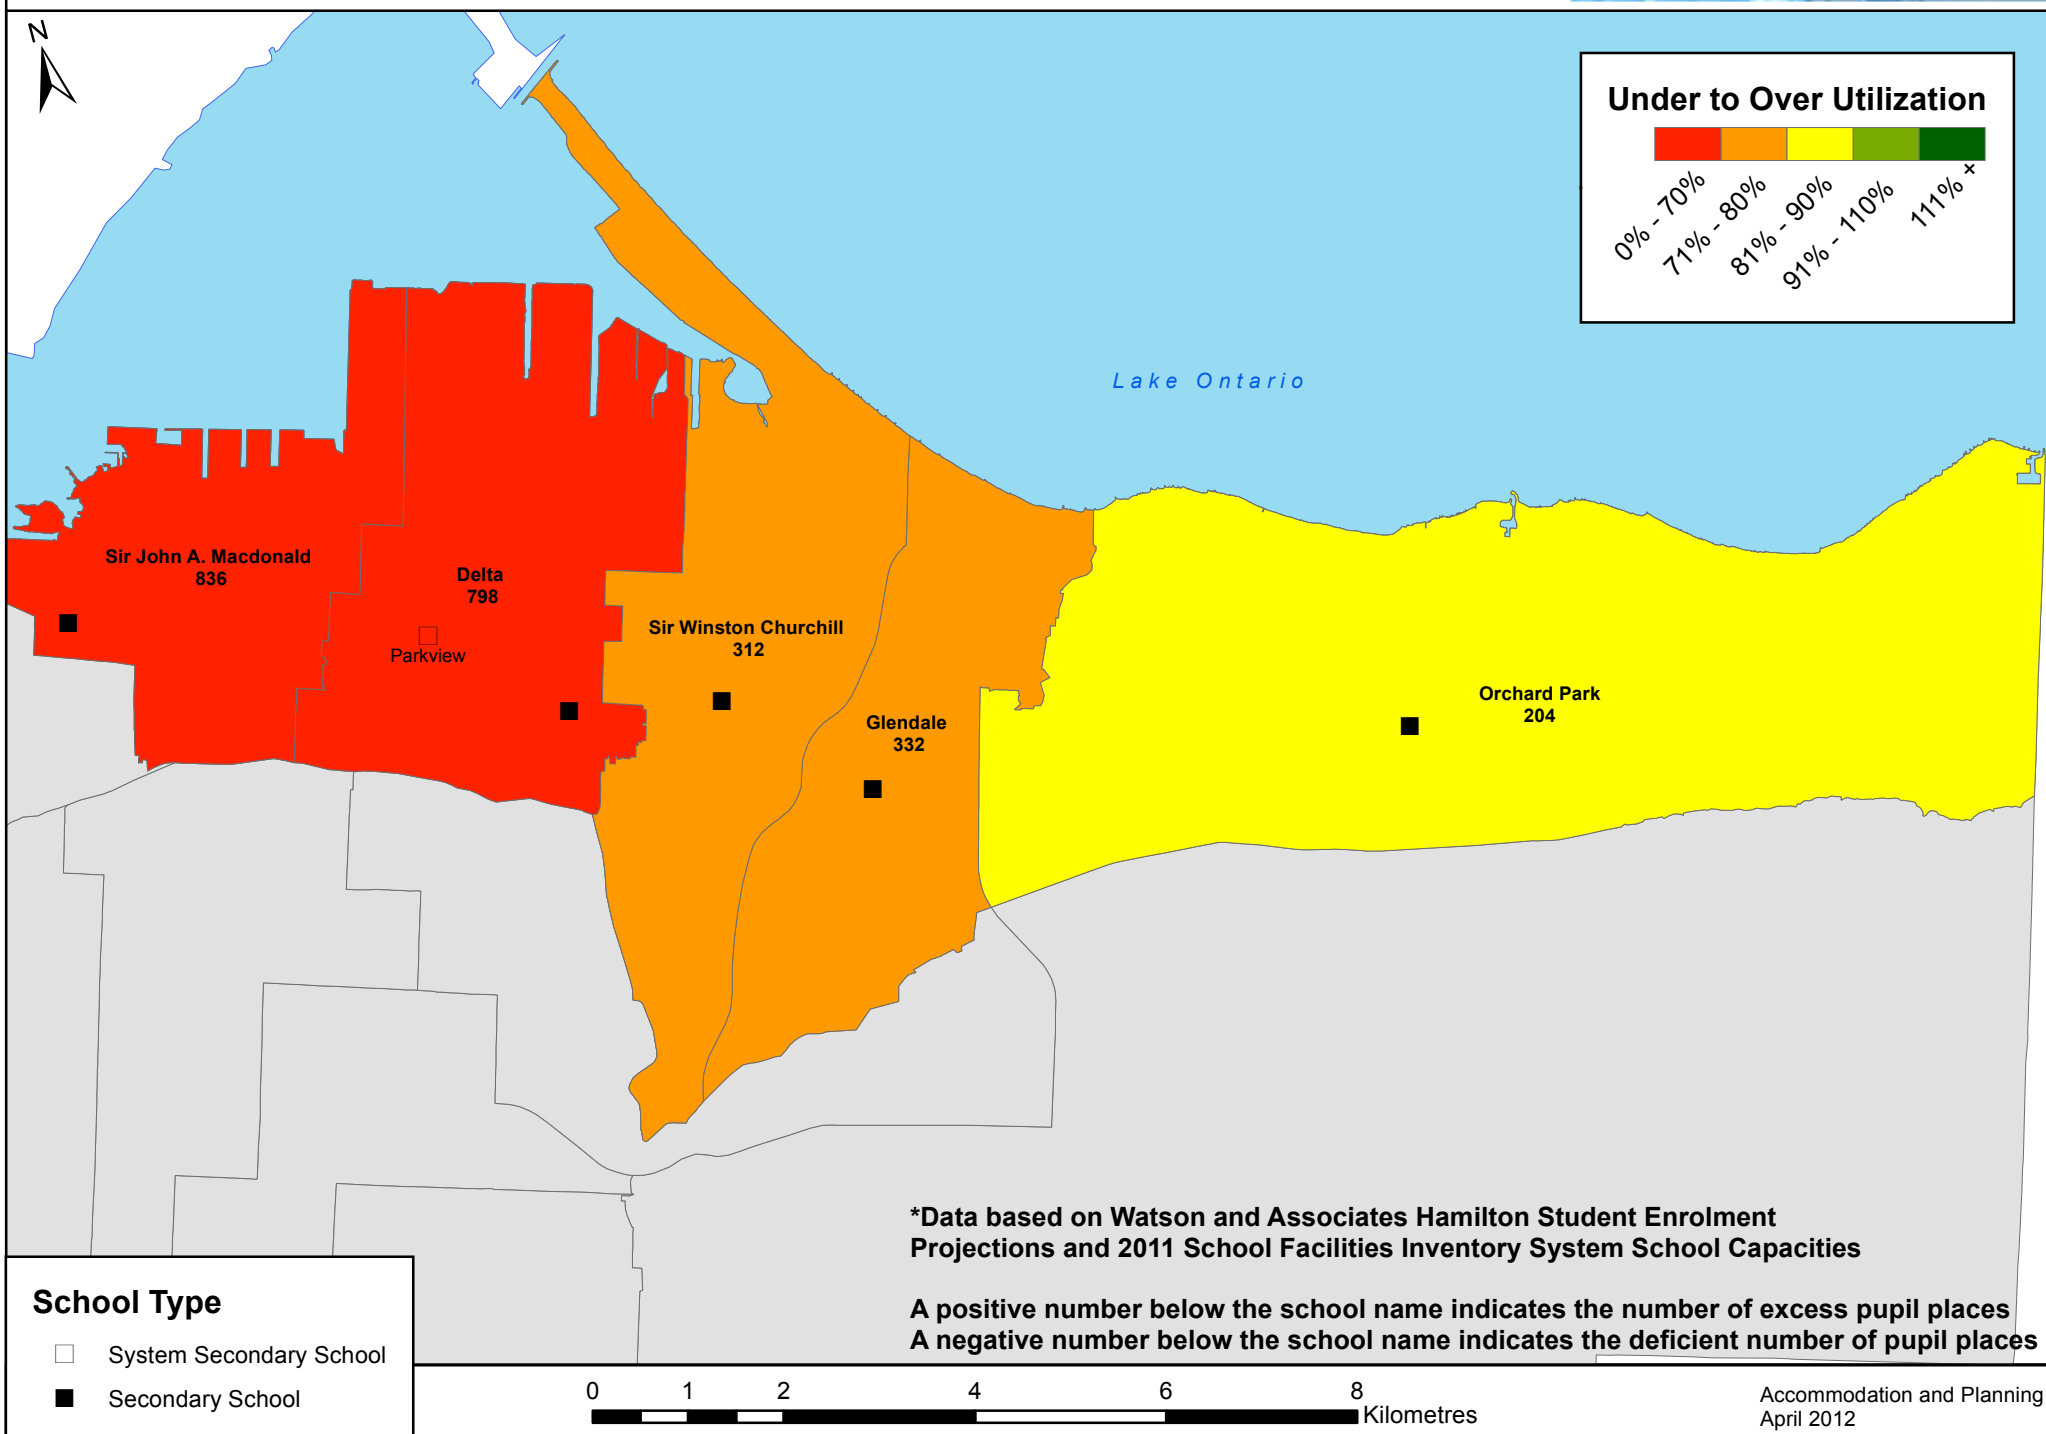 N
Under to Over Utilization
0% - 70%
71% - 80%
81% - 90%
91% - 110%
111% +
Lake Ontario
Sir John A. Macdonald
836
Delta
798
Parkview
Sir Winston Churchill
312
Glendale
332
Orchard Park
204
*Data based on Watson and Associates Hamilton Student Enrolment
Projections and 2011 School Facilities Inventory System School Capacities
A positive number below the school name indicates the number of excess pupil places
A negative number below the school name indicates the deficient number of pupil places
School Type
System Secondary School
Secondary School
0 1 2 4 6 8
Kilometres
Accommodation and Planning
April 2012